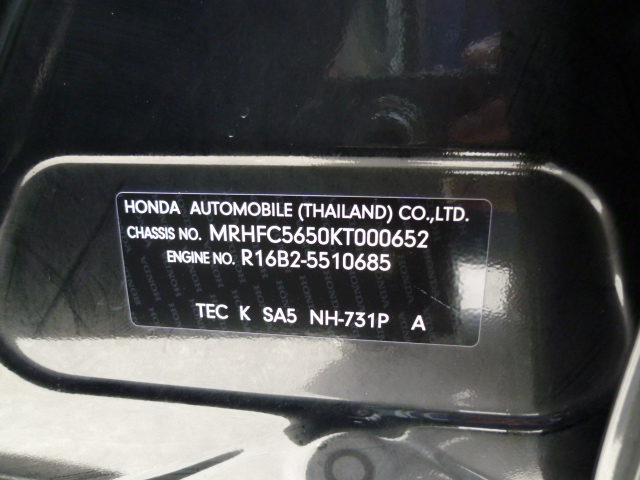 HONDA AUTOMOBILE (THAILAND) CO.,LTD.
CHASSIS NO. MRHFC5650KT000652
ENGINE NO. R16B2-5510685
TEC K SA5 NH-731P A